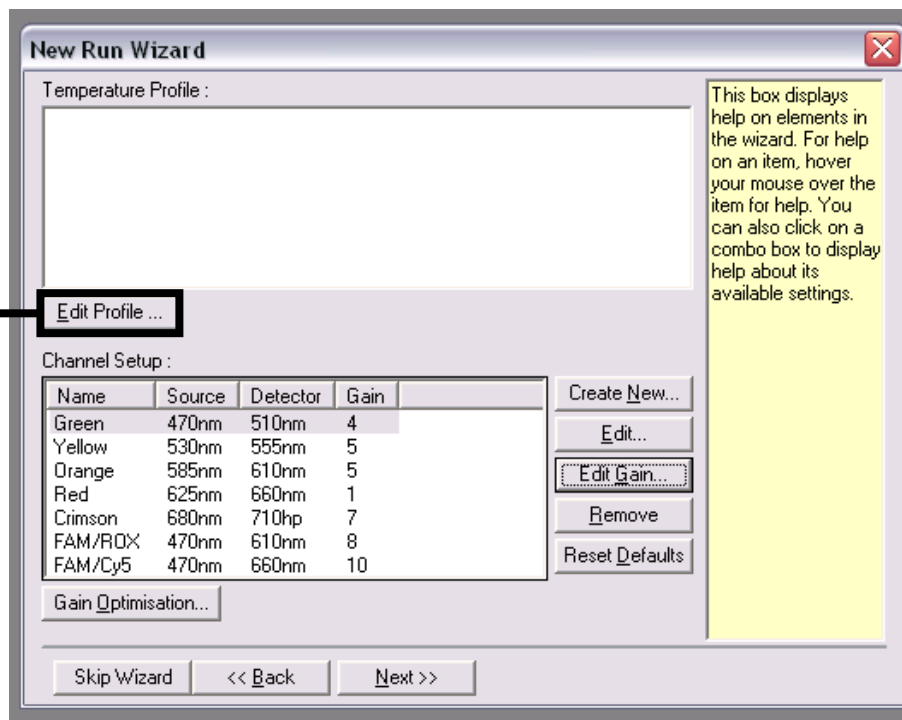 New Run Wizard
Temperature Profile :
This box displays
help on elements in
the wizard. For help
on an item, hover
your mouse over the
item for help. You
can also click on a
combo box to display
help about its
available settings.
Edit Profile ...
Channel Setup :
Name Source Detector Gain
Green 470nm 510nm 4
Yellow 530nm 555nm 5
Orange 585nm 610nm 5
Red 625nm 660nm 1
Crimson 680nm 710hp 7
FAM/ROX 470nm 610nm 8
FAM/Cy5 470nm 660nm 10
Create New...
Edit...
Edit Gain...
Remove
Reset Defaults
Gain Optimisation...
Skip Wizard << Back Next >>